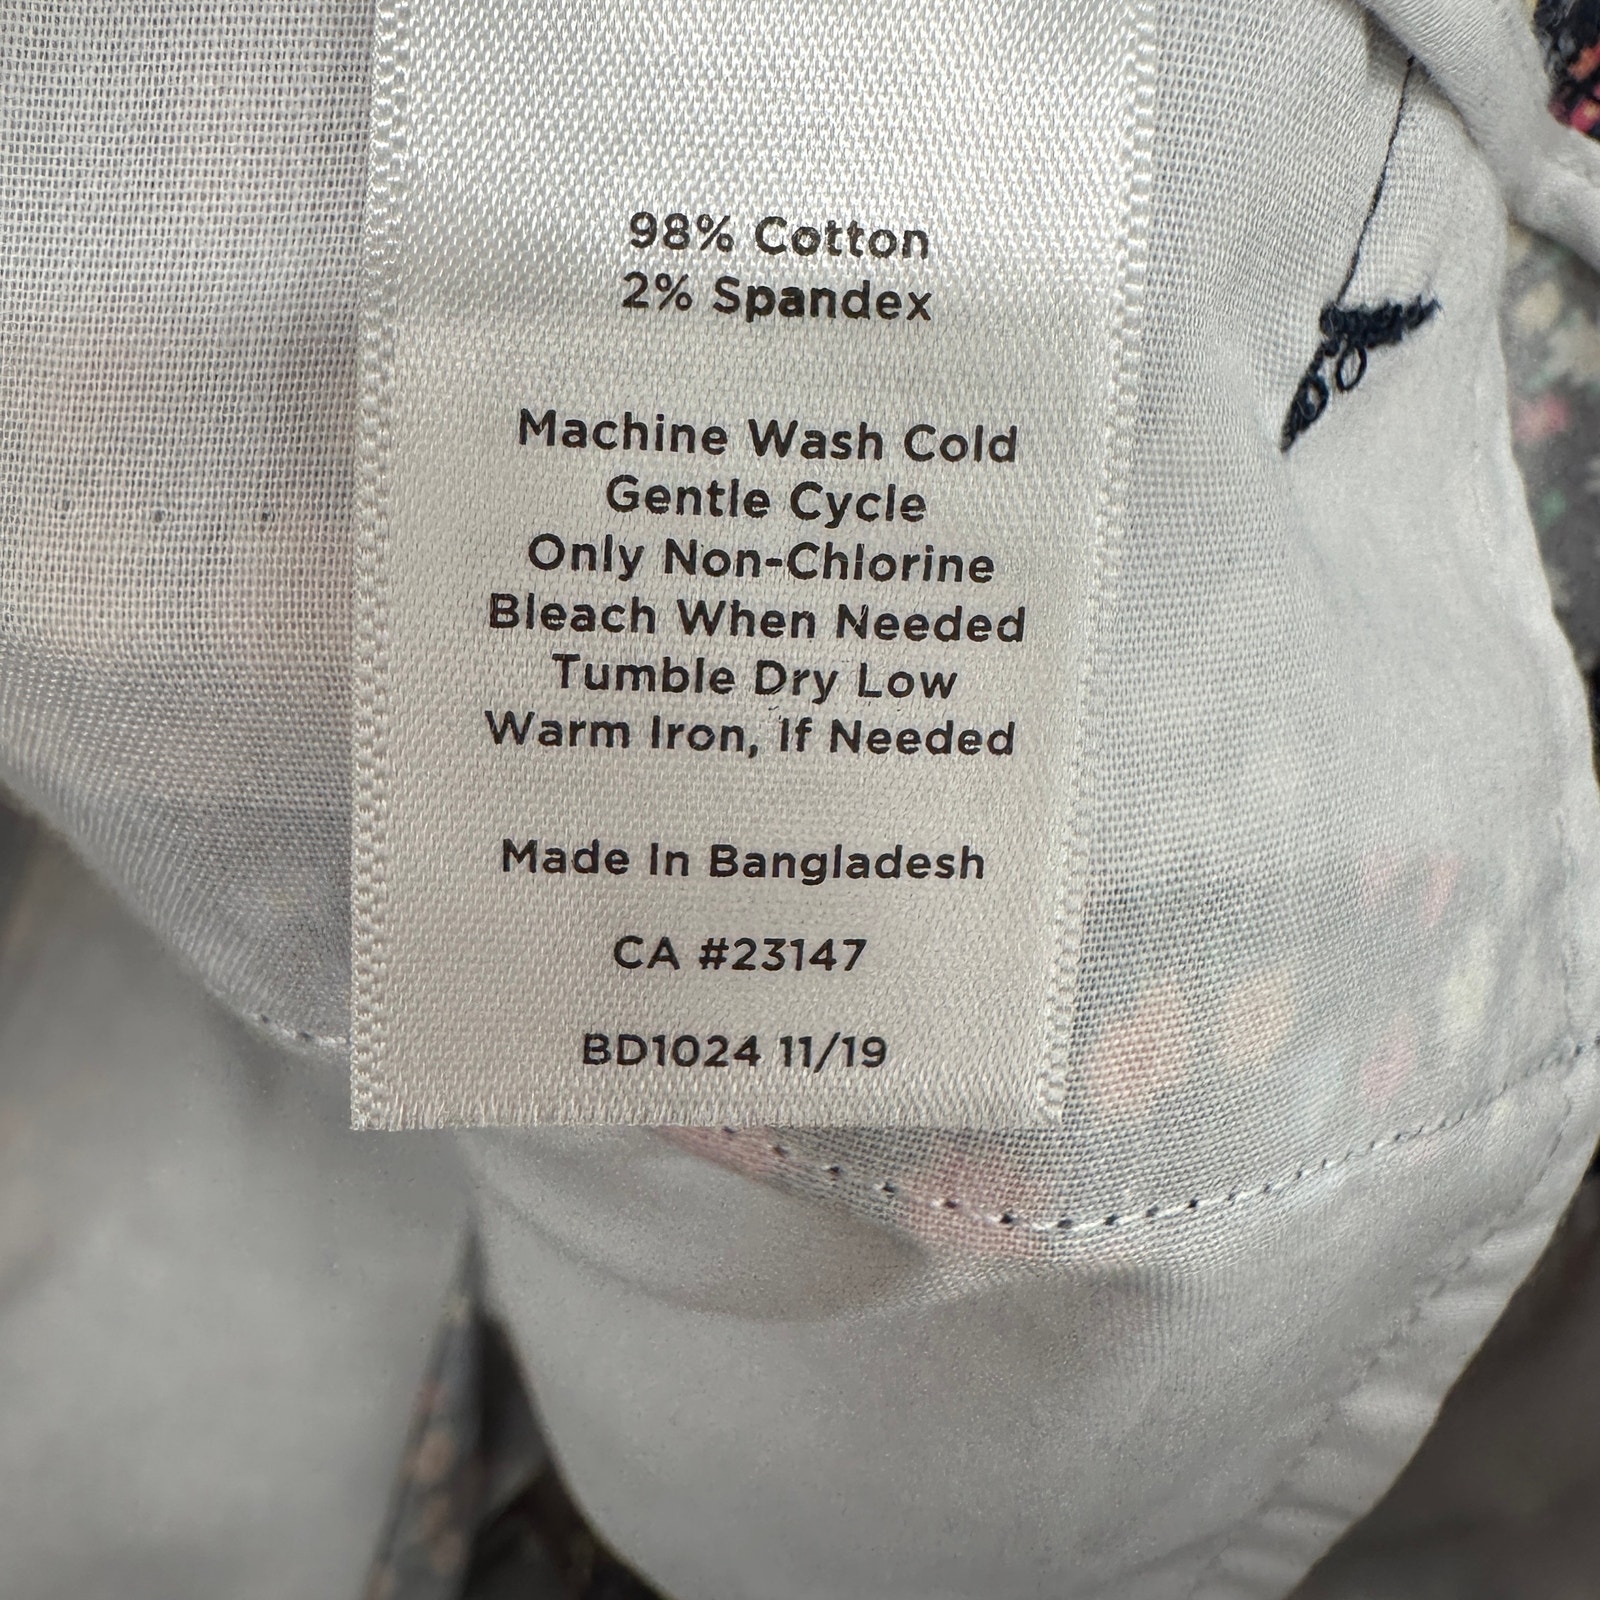 98% Cotton
2% Spandex
Machine Wash Cold
Gentle Cycle
Only Non-Chlorine
Bleach When Needed
Tumble Dry Low
Warm Iron, If Needed
Made In Bangladesh
CA #23147
BD1024 11/19